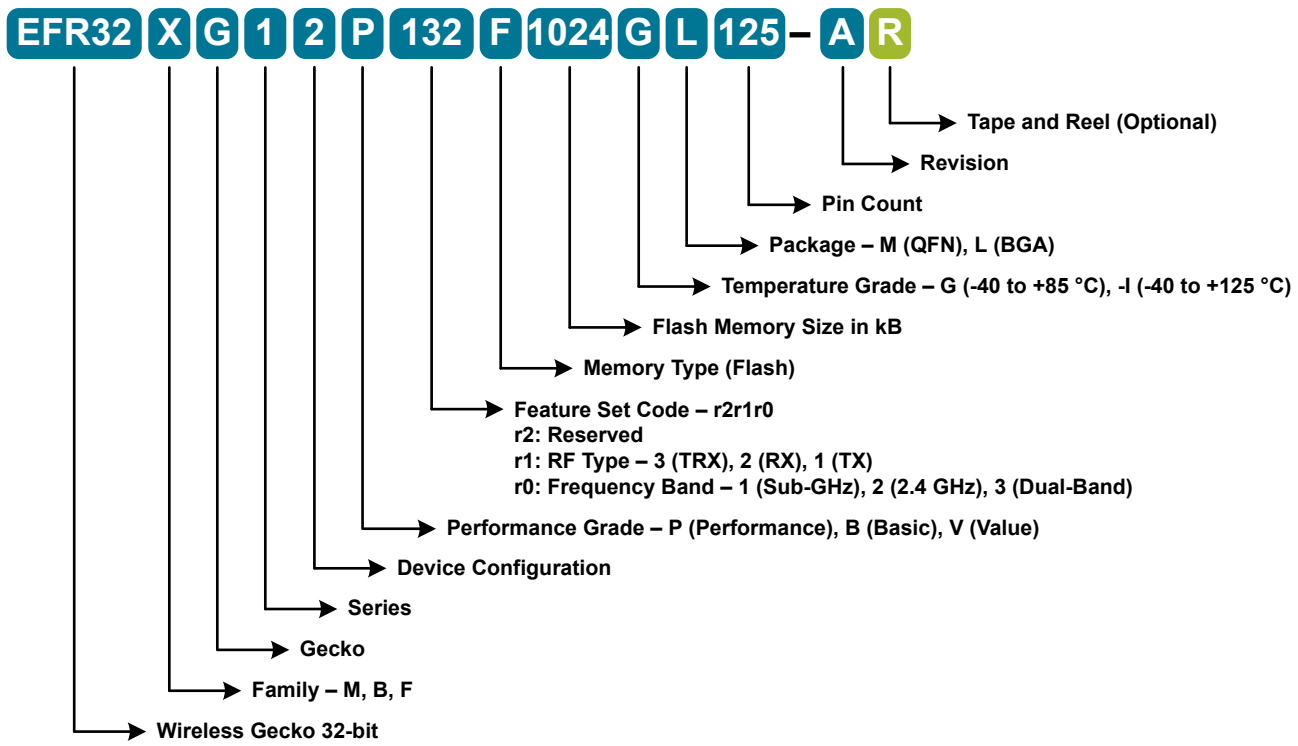 EFR32 X G 1 2 P 132 F 1024 G L 125 – A R
Tape and Reel (Optional)
Revision
Pin Count
Package – M (QFN), L (BGA)
Temperature Grade – G (-40 to +85 °C), -I (-40 to +125 °C)
Flash Memory Size in kB
Memory Type (Flash)
Feature Set Code – r2r1r0
r2: Reserved
r1: RF Type – 3 (TRX), 2 (RX), 1 (TX)
r0: Frequency Band – 1 (Sub-GHz), 2 (2.4 GHz), 3 (Dual-Band)
Performance Grade – P (Performance), B (Basic), V (Value)
Device Configuration
Series
Gecko
Family – M, B, F
Wireless Gecko 32-bit